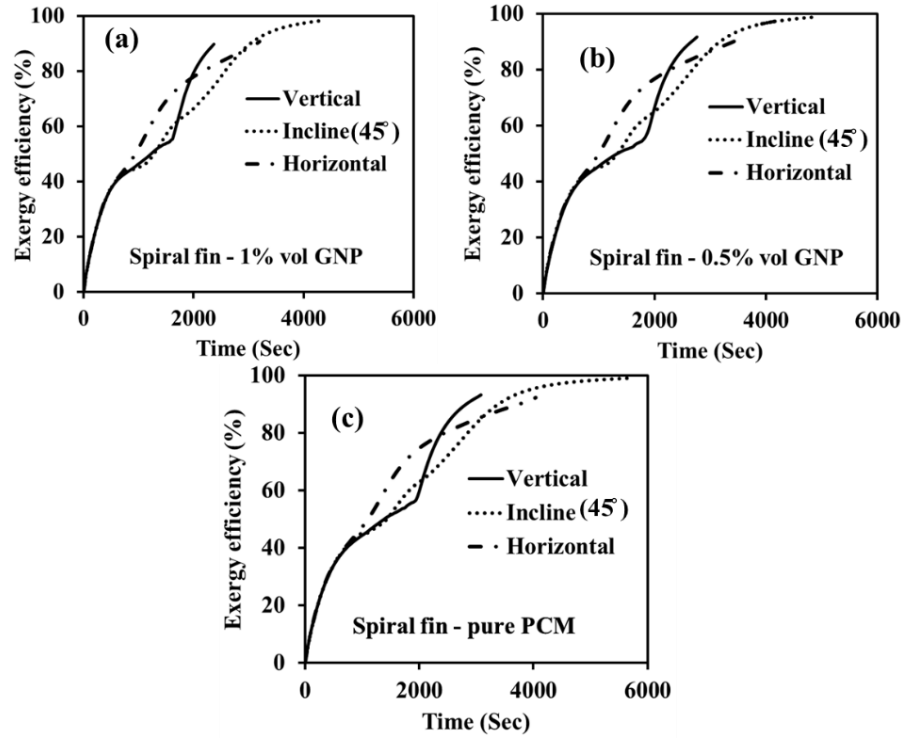 (a)
Exergy efficiency (%)
100
80
60
40
20
0
Vertical
Incline (45°)
Horizontal
Spiral fin - 1% vol GNP
0 2000 4000 6000
Time (Sec)
(b)
Exergy efficiency (%)
100
80
60
40
20
0
Vertical
Incline (45°)
Horizontal
Spiral fin - 0.5% vol GNP
0 2000 4000 6000
Time (Sec)
(c)
Exergy efficiency (%)
100
80
60
40
20
0
Vertical
Incline (45°)
Horizontal
Spiral fin - pure PCM
0 2000 4000 6000
Time (Sec)